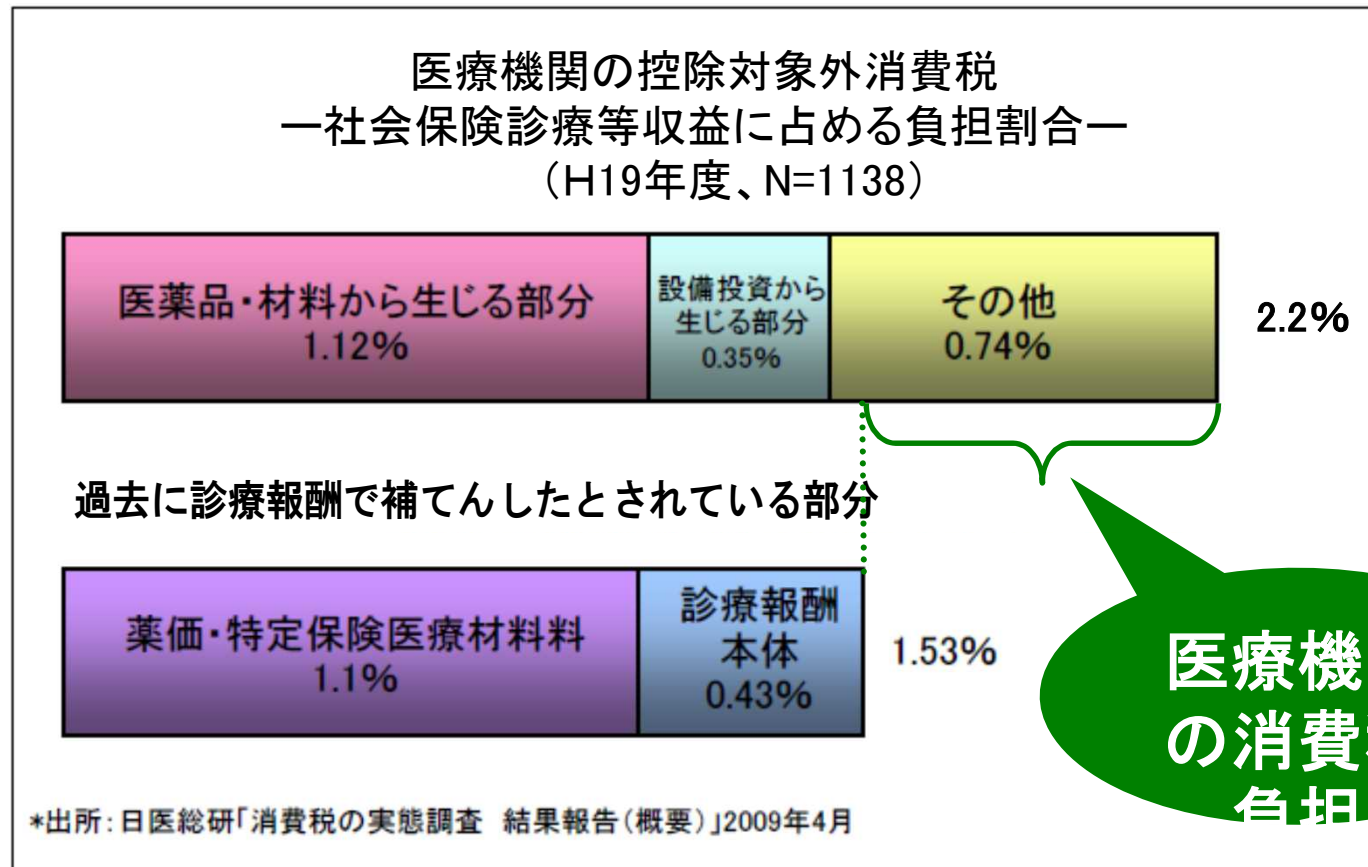 医療機関の控除対象外消費税
ー社会保険診療等収益に占める負担割合ー
（H19年度、N=1138）
医薬品・材料から生じる部分
1.12%
設備投資から
生じる部分
0.35%
その他
0.74%
2.2%
過去に診療報酬で補てんしたとされている部分
薬価・特定保険医療材料料
1.1%
診療報酬
本体
0.43%
1.53%
医療機
の消費
負担
*出所：日医総研「消費税の実態調査 結果報告（概要）」2009年4月